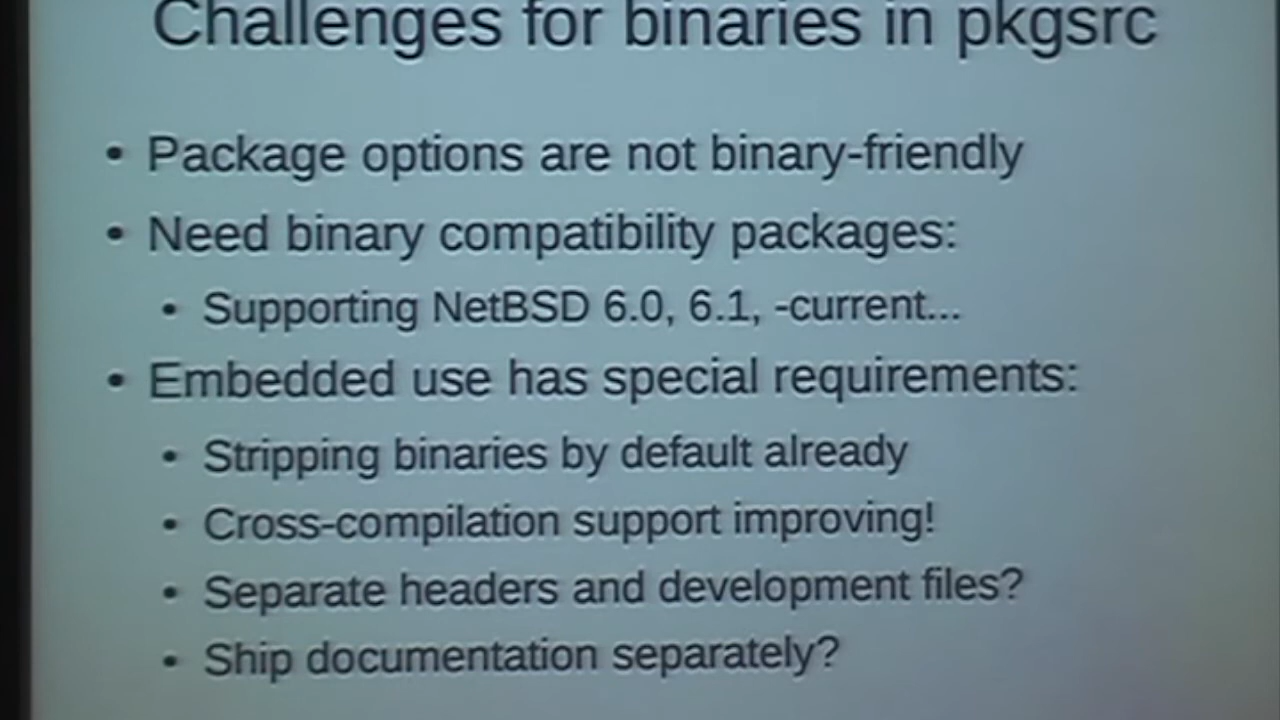 Challenges for binaries in pkgsrc
• Package options are not binary-friendly
• Need binary compatibility packages:
• Supporting NetBSD 6.0, 6.1, -current...
• Embedded use has special requirements:
• Stripping binaries by default already
• Cross-compilation support improving!
• Separate headers and development files?
• Ship documentation separately?